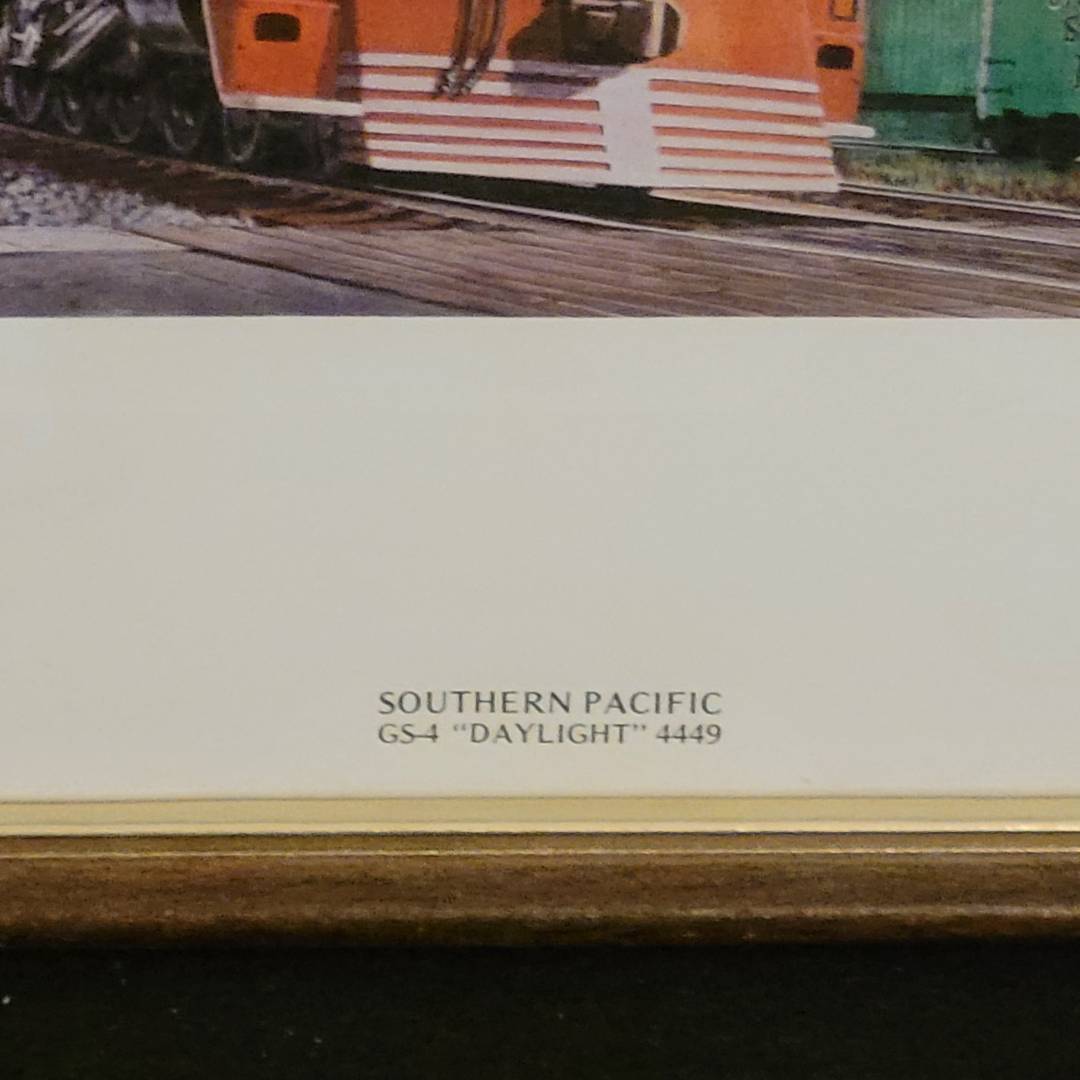 SOUTHERN PACIFIC
GS-4 “DAYLIGHT” 4449